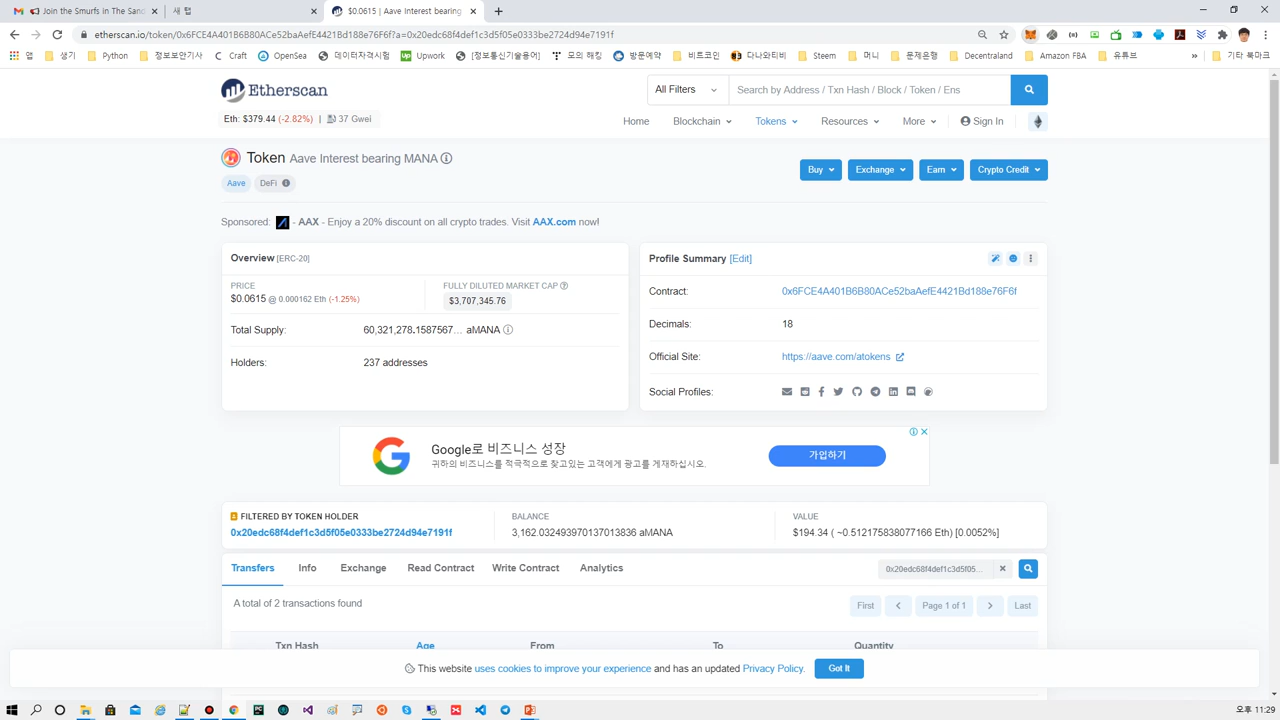 Join the Smurfs in The San
새 탭
$0.0615 | Aave Interest bearing
etherscan.io/token/0x6FCE4A401B6B80ACe52baAefE4421Bd188e76F6f?a=0x20edc68f4def1c3d5f05e0333be2724d94e7191f
앱
생기
Python
정보보안기사
Craft
OpenSea
데이터자격시험
Upwork
[정보통신기술용어]
모의 해킹
방문예약
비트코인
다나와티비
Steem
머니
문제은행
Decentraland
Amazon FBA
유튜브
»
기타 북마크
Etherscan
All Filters
Search by Address / Txn Hash / Block / Token / Ens
Eth: $379.44 (-2.82%) | 37 Gwei
Home
Blockchain
Tokens
Resources
More
Sign In
Token Aave Interest bearing MANA
Buy
Exchange
Earn
Crypto Credit
Aave
DeFi
Sponsored: - AAX - Enjoy a 20% discount on all crypto trades. Visit AAX.com now!
Overview [ERC-20]
PRICE
$0.0615 @ 0.000162 Eth (-1.25%)
FULLY DILUTED MARKET CAP
$3,707,345.76
Total Supply: 60,321,278.1587567... aMANA
Holders: 237 addresses
Profile Summary [Edit]
Contract: 0x6FCE4A401B6B80ACe52baAefE4421Bd188e76F6f
Decimals: 18
Official Site: https://aave.com/atokens
Social Profiles:
Google로 비즈니스 성장
귀하의 비즈니스를 적극적으로 찾고있는 고객에게 광고를 게재하십시오.
가입하기
FILTERED BY TOKEN HOLDER
0x20edc68f4def1c3d5f05e0333be2724d94e7191f
BALANCE
3,162.032493970137013836 aMANA
VALUE
$194.34 ( ~0.512175838077166 Eth) [0.0052%]
Transfers
Info
Exchange
Read Contract
Write Contract
Analytics
0x20edc68f4def1c3d5f05...
A total of 2 transactions found
First
Page 1 of 1
Last
Txn Hash
Age
From
To
Quantity
This website uses cookies to improve your experience and has an updated Privacy Policy.
Got It
오후 11:29